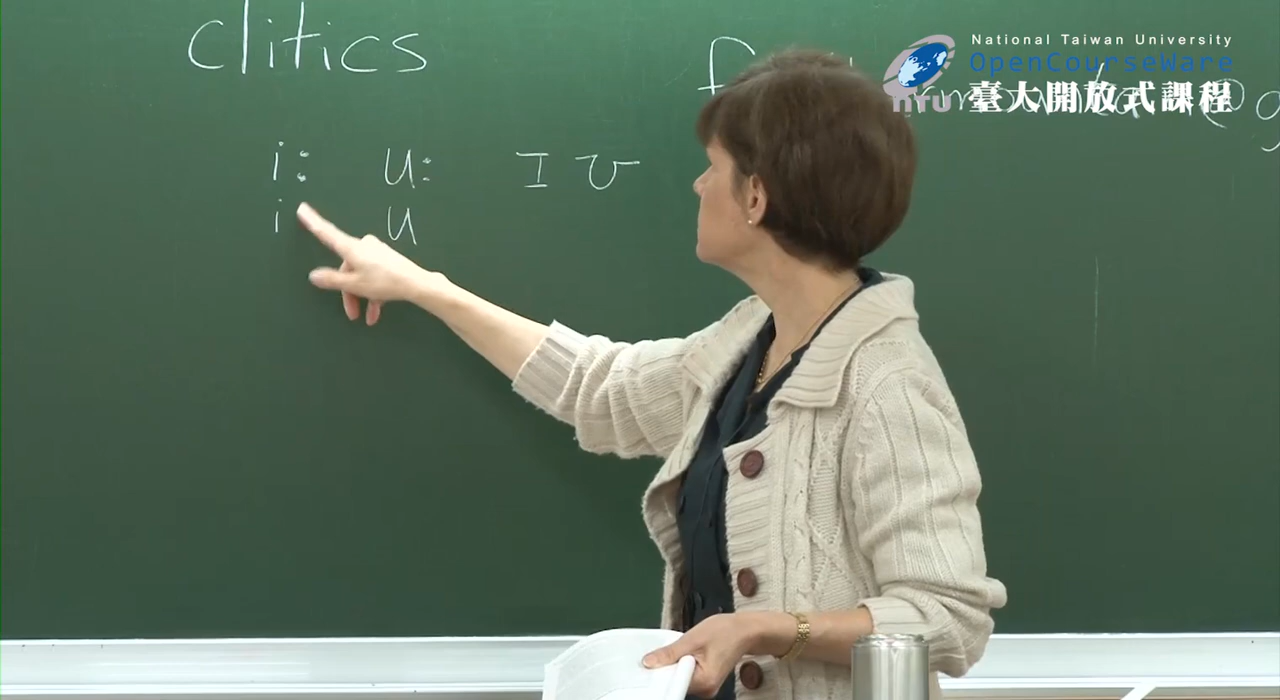 clitics
National Taiwan University
OpenCourseWare
臺大開放式課程
i: u: I ʊ
i u